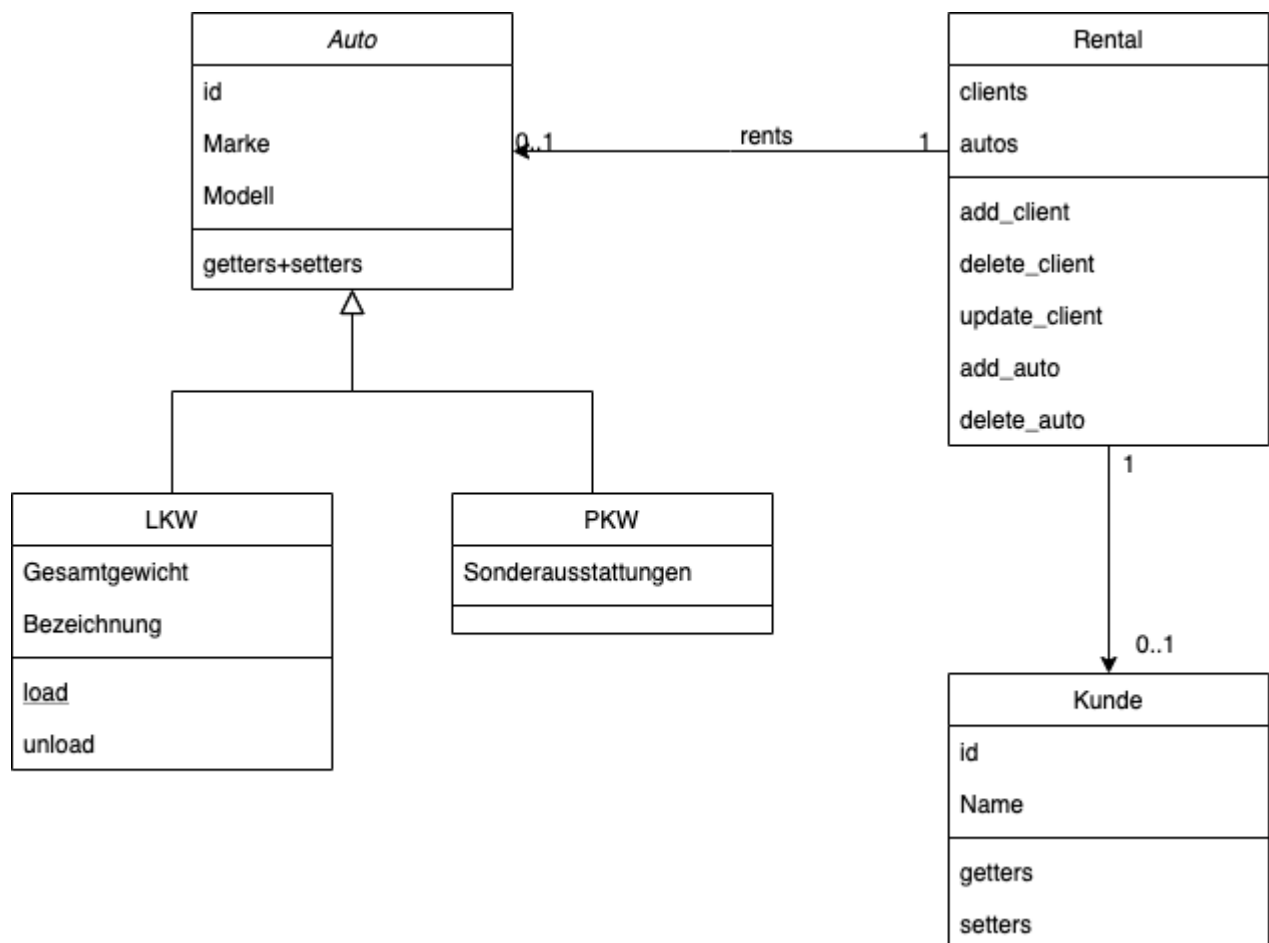 Auto
id
Marke
Modell
getters+setters
0..1
rents
1
Rental
clients
autos
add_client
delete_client
update_client
add_auto
delete_auto
1
0..1
LKW
Gesamtgewicht
Bezeichnung
load
unload
PKW
Sonderausstattungen
Kunde
id
Name
getters
setters